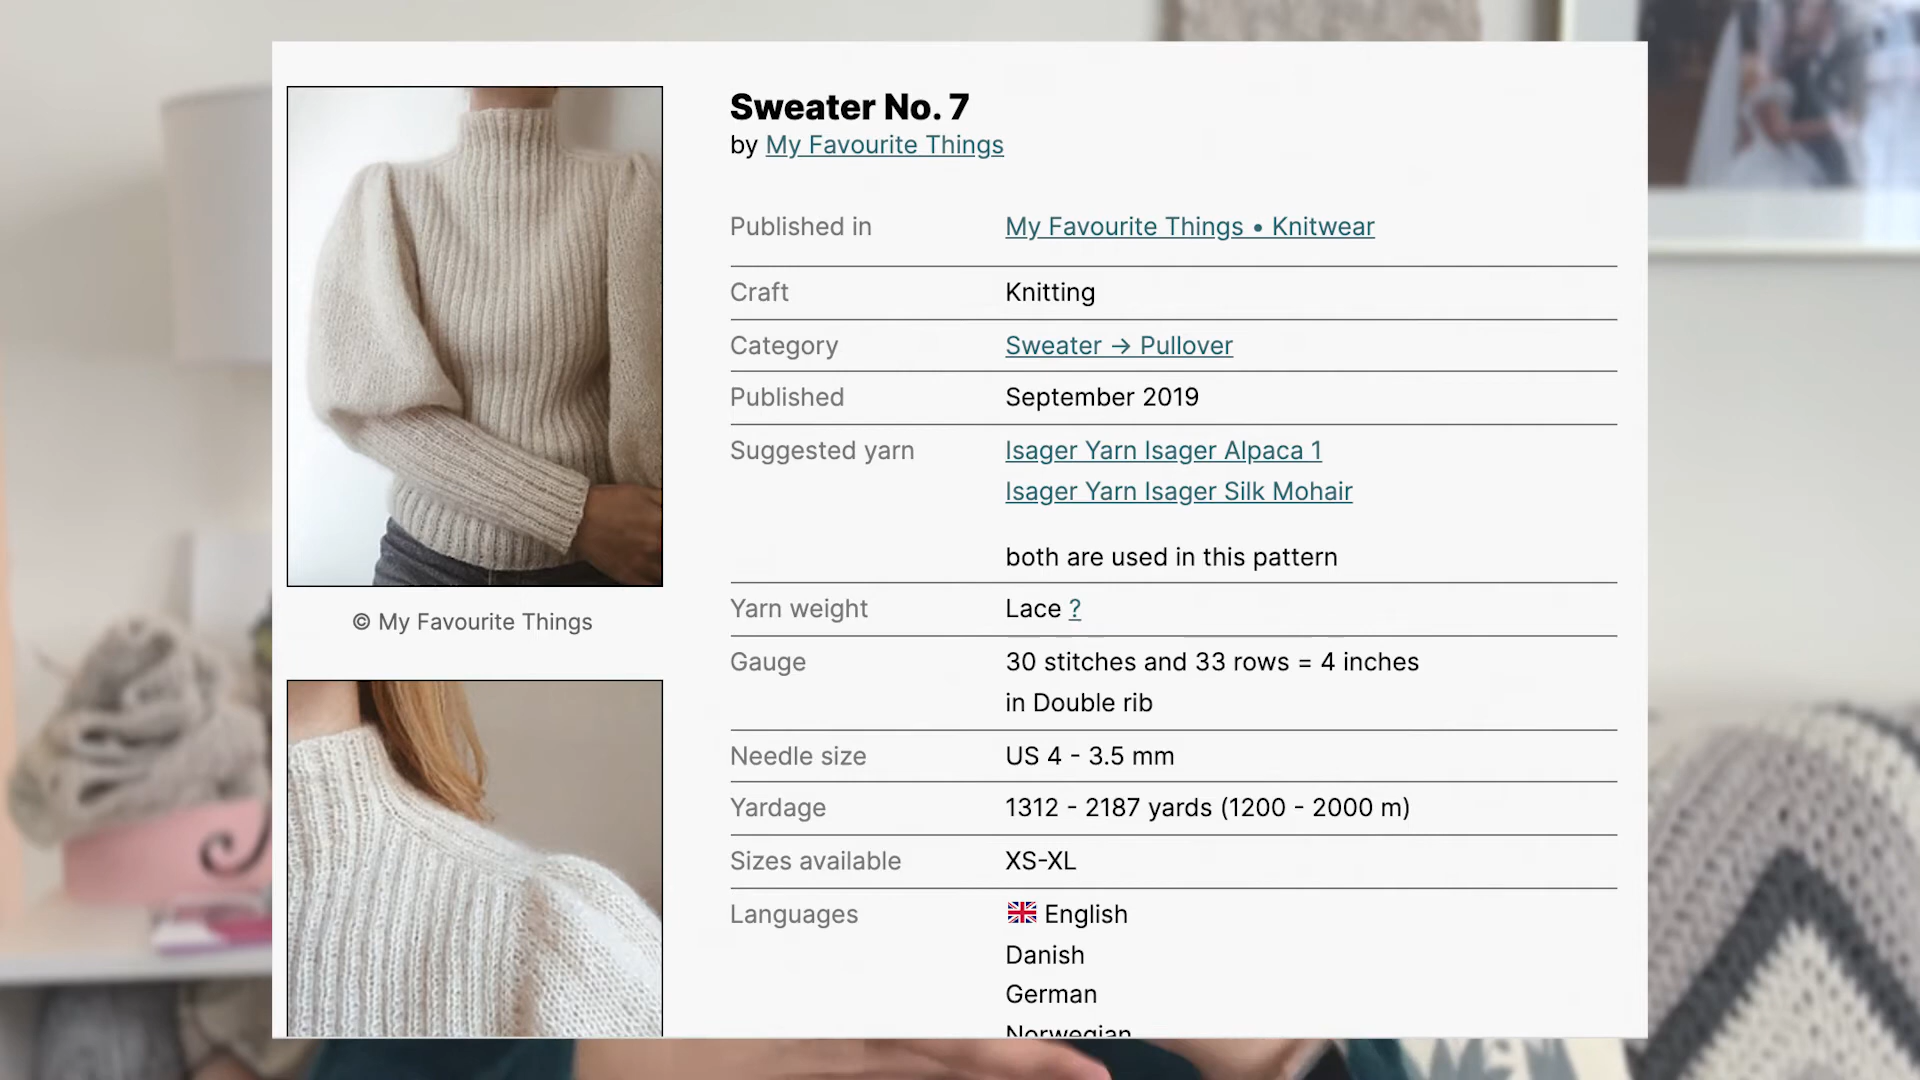 Sweater No. 7
by My Favourite Things
Published in My Favourite Things • Knitwear
Craft Knitting
Category Sweater → Pullover
Published September 2019
Suggested yarn Isager Yarn Isager Alpaca 1
Isager Yarn Isager Silk Mohair
both are used in this pattern
Yarn weight Lace ?
Gauge 30 stitches and 33 rows = 4 inches
in Double rib
Needle size US 4 - 3.5 mm
Yardage 1312 - 2187 yards (1200 - 2000 m)
Sizes available XS-XL
Languages English
Danish
German
Norwegian
© My Favourite Things